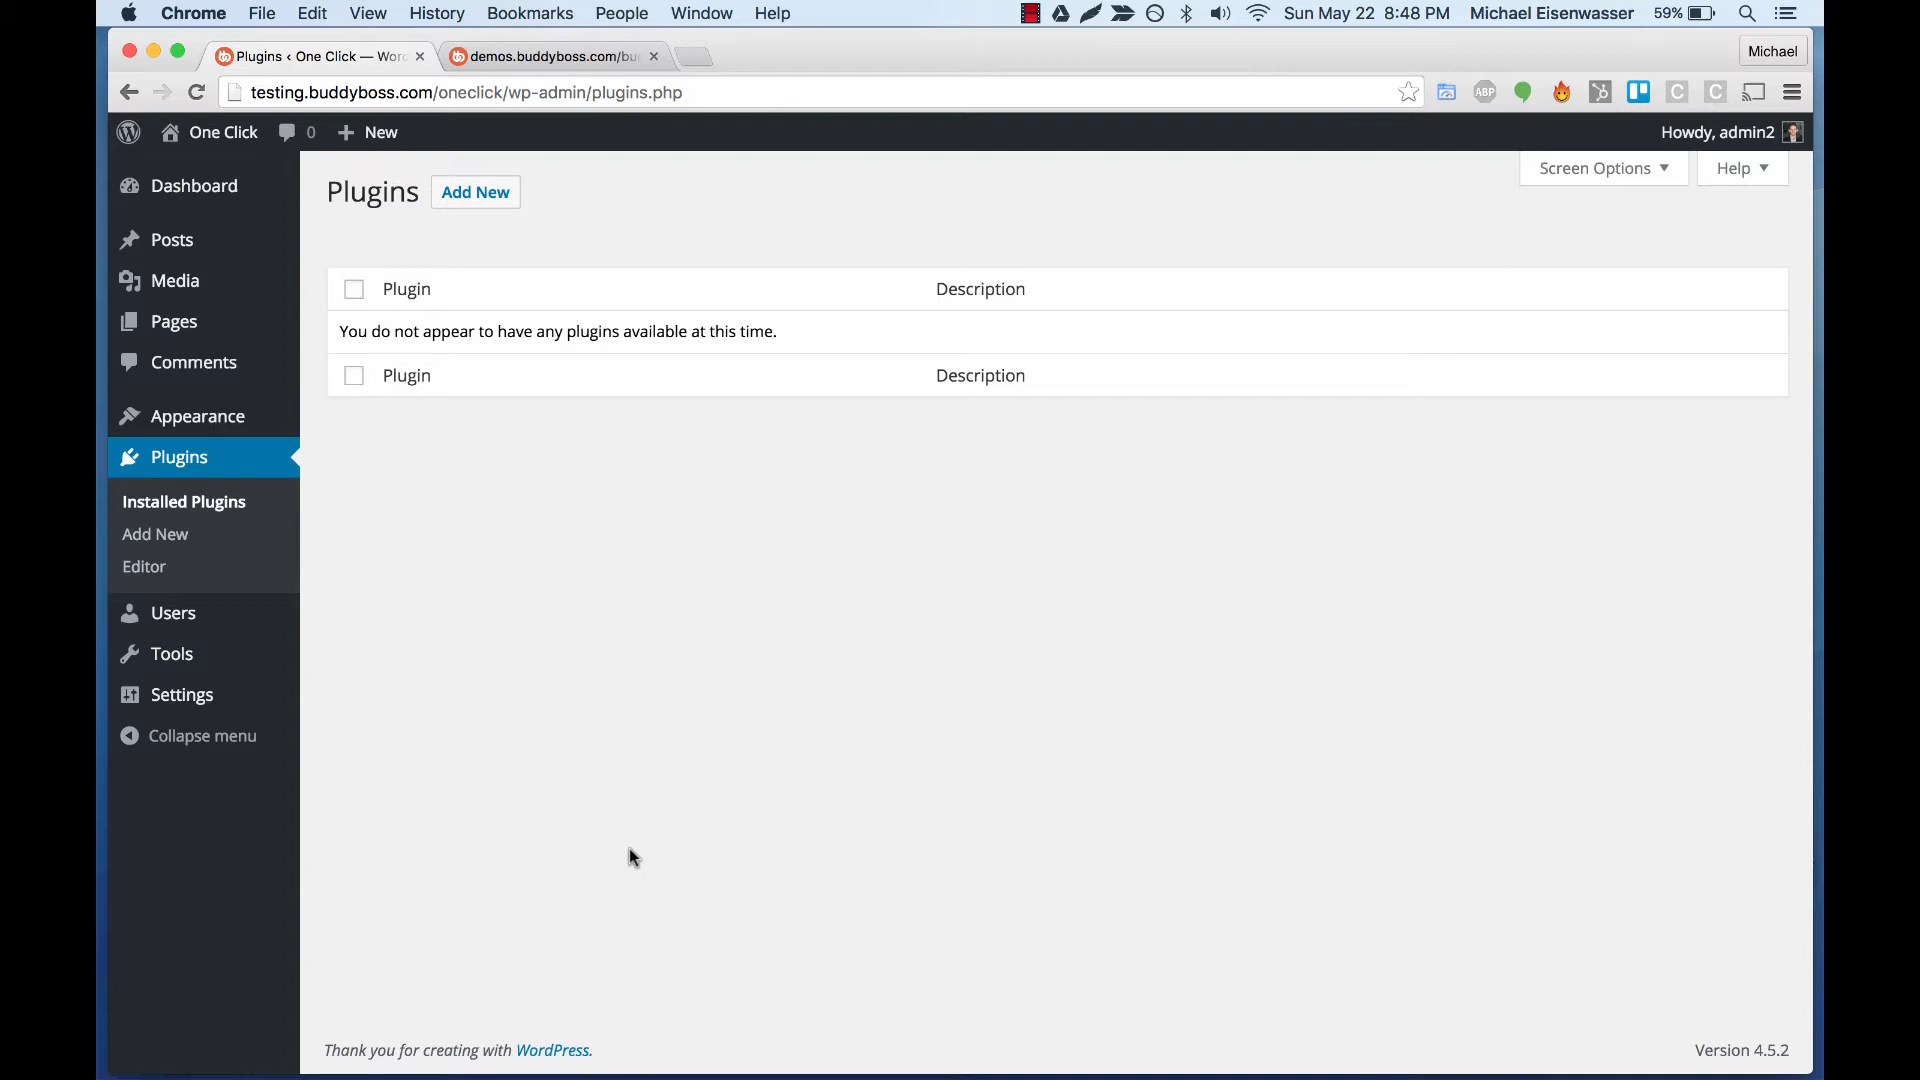 Chrome File Edit View History Bookmarks People Window Help Sun May 22 8:48 PM Michael Eisenwasser 59%
Plugins ‹ One Click — Wor demos.buddyboss.com/bu Michael
testing.buddyboss.com/oneclick/wp-admin/plugins.php ABP C C
One Click 0 New Howdy, admin2
Screen Options Help
Plugins Add New
Dashboard
Posts
Media
Pages
Comments
Appearance
Plugins
Installed Plugins
Add New
Editor
Users
Tools
Settings
Collapse menu
Plugin Description
You do not appear to have any plugins available at this time.
Plugin Description
Thank you for creating with WordPress. Version 4.5.2